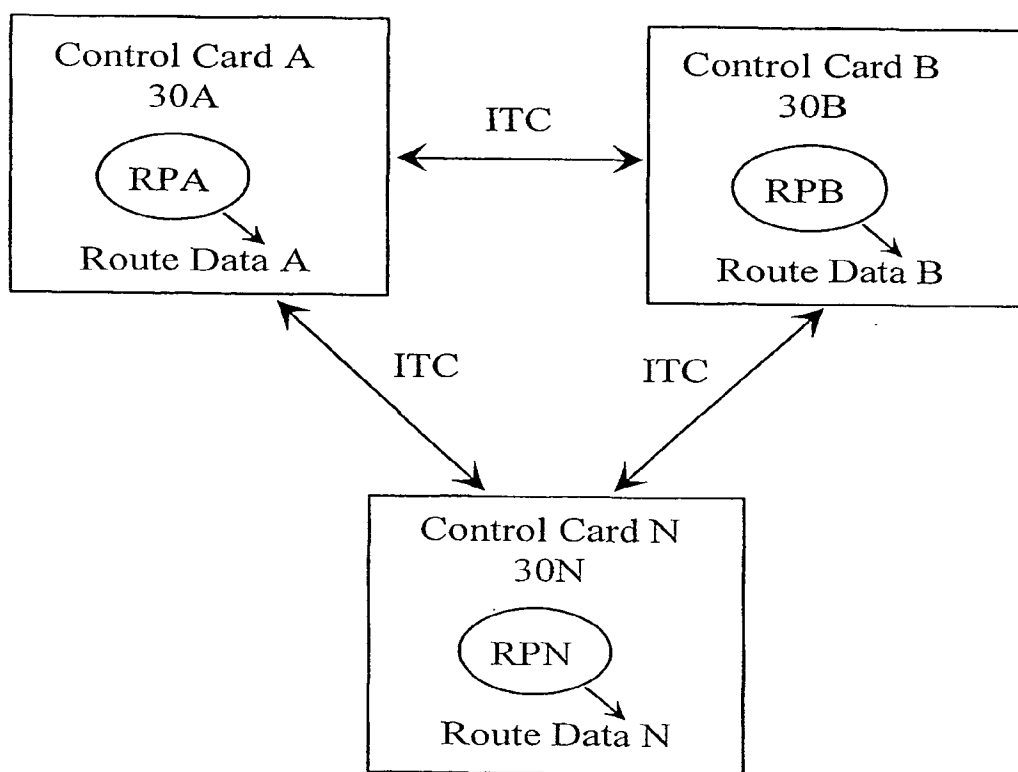 Control Card A
30A
RPA
Route Data A
ITC
Control Card B
30B
RPB
Route Data B
ITC
ITC
Control Card N
30N
RPN
Route Data N